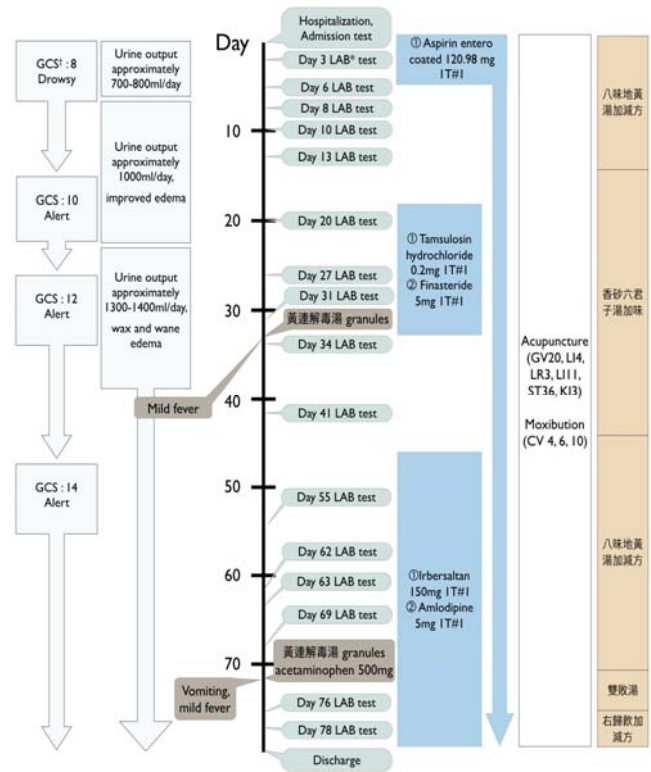 GCS‡ : 8
Drowsy
GCS : 10
Alert
GCS : 12
Alert
GCS : 14
Alert
Urine output
approximately
700-800ml/day
Urine output
approximately
1000ml/day,
improved edema
Urine output
approximately
1300-1400ml/day,
wax and wane
edema
Mild fever
Vomiting,
mild fever
Day
10
20
30
40
50
60
70
Hospitalization,
Admission test
Day 3 LAB* test
Day 6 LAB test
Day 8 LAB test
Day 10 LAB test
Day 13 LAB test
Day 20 LAB test
Day 27 LAB test
Day 31 LAB test
黃連解毒湯 granules
Day 34 LAB test
Day 41 LAB test
Day 55 LAB test
Day 62 LAB test
Day 63 LAB test
Day 69 LAB test
黃連解毒湯 granules
acetaminophen 500mg
Day 76 LAB test
Day 78 LAB test
Discharge
① Aspirin entero
coated 120.98 mg
1T#1
① Tamsulosin
hydrochloride
0.2mg 1T#1
② Finasteride
5mg 1T#1
①Irbersaltan
150mg 1T#1
② Amlodipine
5mg 1T#1
Acupuncture
(GV20, LI4,
LR3, LI11,
ST36, KI3)
Moxibution
(CV 4, 6, 10)
八味地黃
湯加減方
香砂六君
子湯加味
八味地黃
湯加減方
雙敗湯
右歸飮加
減方